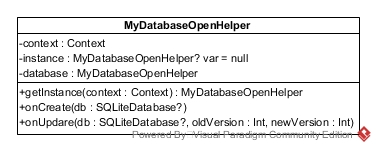 MyDatabaseOpenHelper
-context : Context
-instance : MyDatabaseOpenHelper? var = null
-database : MyDatabaseOpenHelper
+getInstance(context : Context) : MyDatabaseOpenHelper
+onCreate(db : SQLiteDatabase?)
+onUpdare(db : SQLiteDatabase?, oldVersion : Int, newVersion : Int)
Powered By Visual Paradigm Community Edition